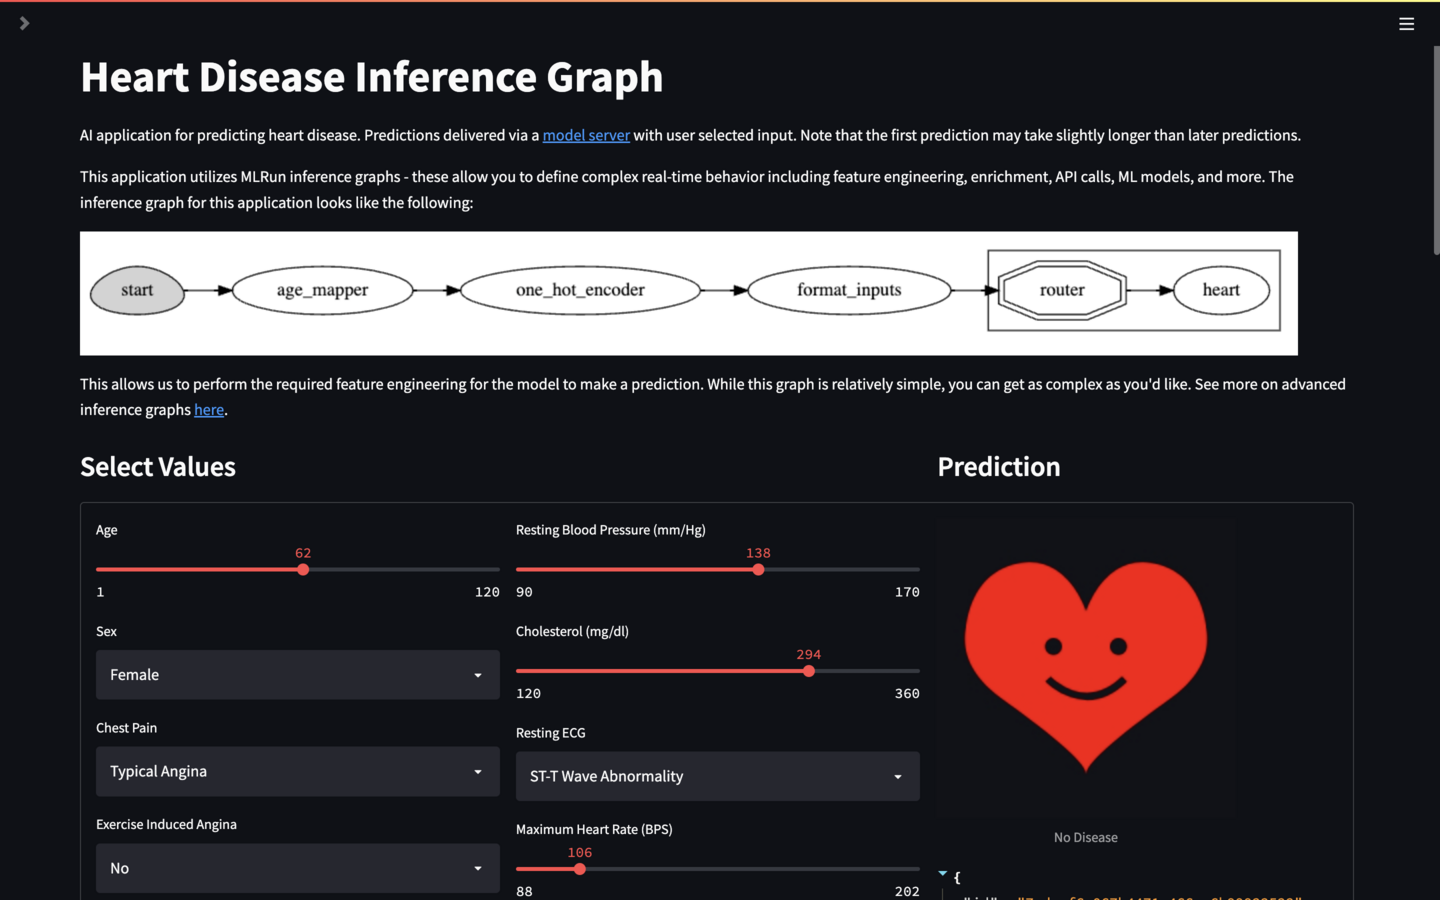 Heart Disease Inference Graph
AI application for predicting heart disease. Predictions delivered via a model server with user selected input. Note that the first prediction may take slightly longer than later predictions.
This application utilizes MLRun inference graphs - these allow you to define complex real-time behavior including feature engineering, enrichment, API calls, ML models, and more. The
inference graph for this application looks like the following:
start age_mapper one_hot_encoder format_inputs router heart
This allows us to perform the required feature engineering for the model to make a prediction. While this graph is relatively simple, you can get as complex as you'd like. See more on advanced
inference graphs here.
Select Values
Age
62
1 120
Sex
Female
Chest Pain
Typical Angina
Exercise Induced Angina
No
Resting Blood Pressure (mm/Hg)
138
90 170
Cholesterol (mg/dl)
294
120 360
Resting ECG
ST-T Wave Abnormality
Maximum Heart Rate (BPS)
106
88 202
Prediction
No Disease
{